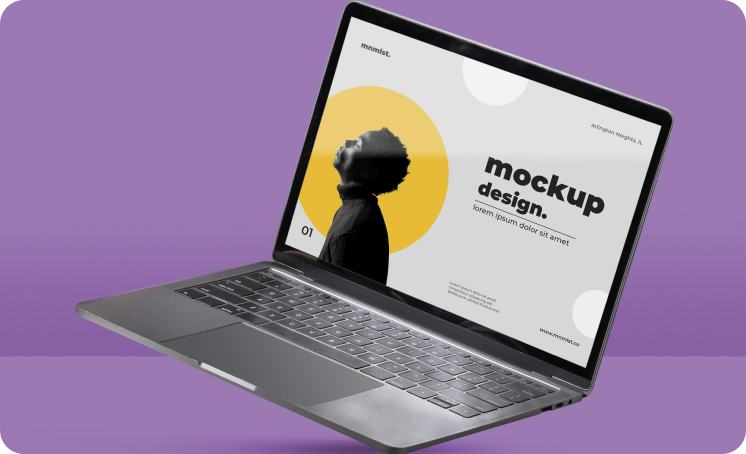 mnmlst.
Arlington Heights, IL
mockup
design.
lorem ipsum dolor sit amet
01
www.mnmlst.co